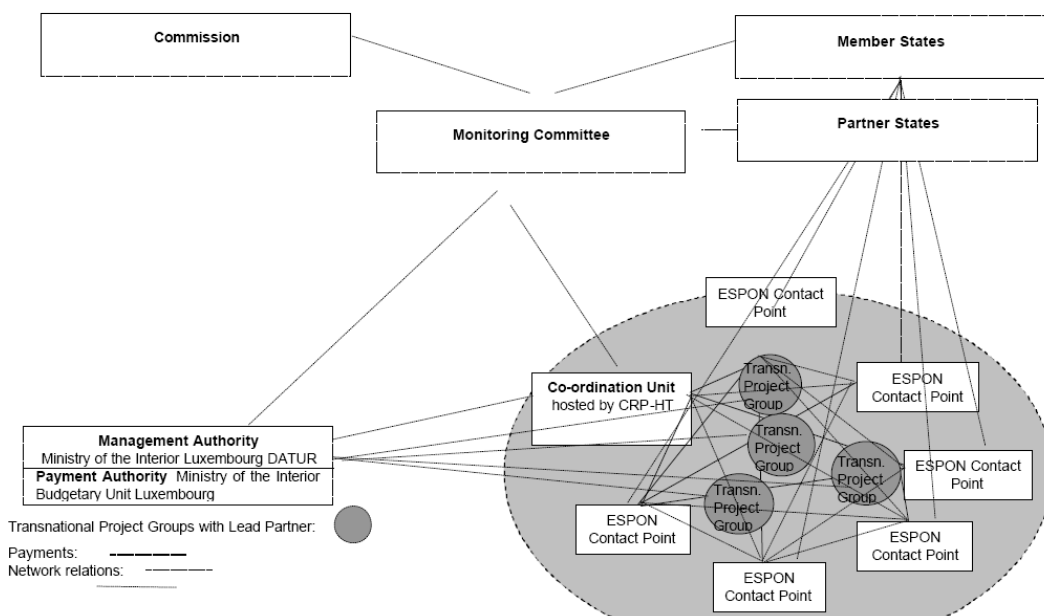 Commission
Member States
Monitoring Committee
Partner States
ESPON Contact
Point
Co-ordination Unit
hosted by CRP-HT
Transn.
Project
Group
ESPON
Contact Point
Transn.
Project
Group
Management Authority
Ministry of the Interior Luxembourg DATUR
Payment Authority Ministry of the Interior
Budgetary Unit Luxembourg
Transn.
Project
Group
ESPON Contact
Point
Transn.
Project
Group
ESPON
Contact Point
ESPON
Contact Point
ESPON
Contact Point
Transnational Project Groups with Lead Partner:
Payments:
Network relations: